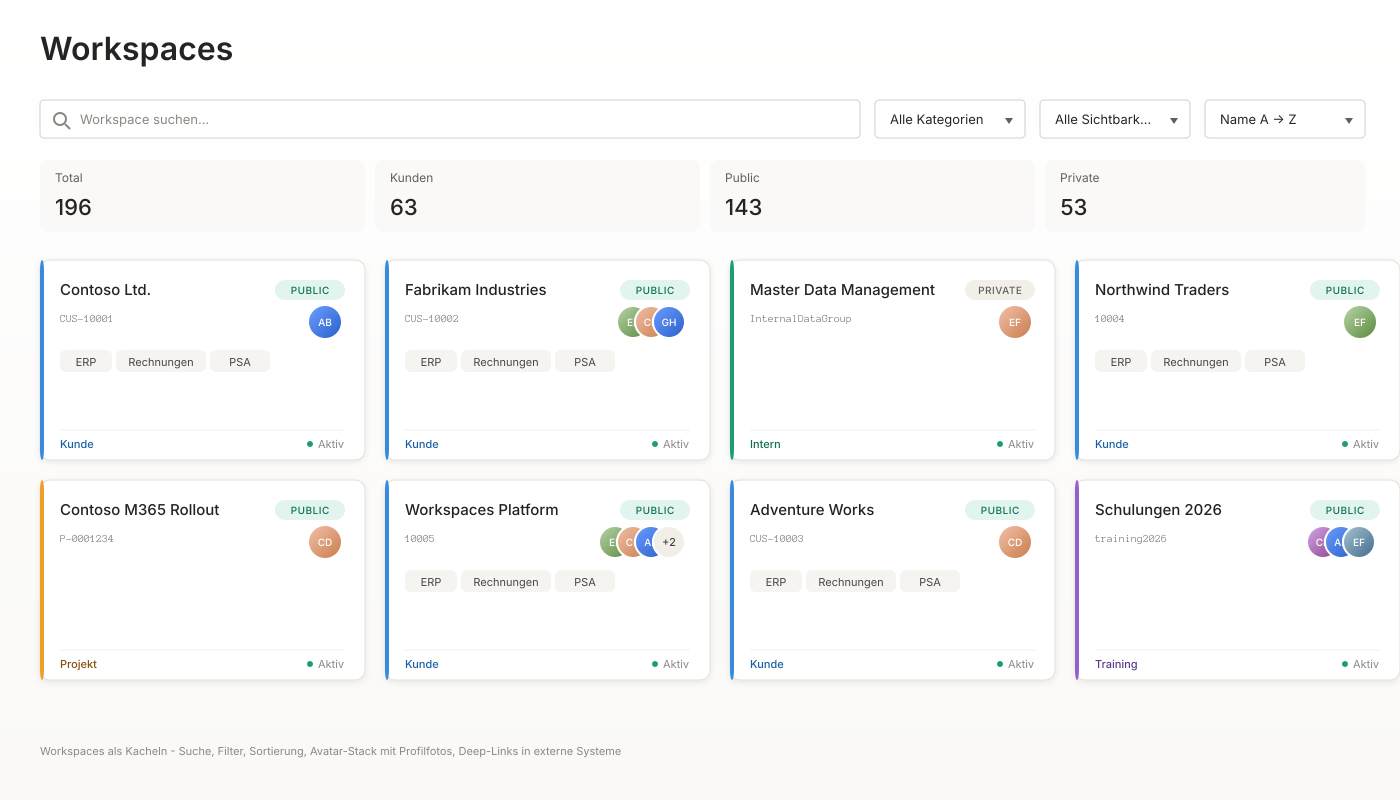 Workspaces
Workspace suchen...
Alle Kategorien
Alle Sichtbark...
Name A → Z
Total
196
Kunden
63
Public
143
Private
53
Contoso Ltd.
PUBLIC
CUS-10001
AB
ERP Rechnungen PSA
Kunde
Aktiv
Fabrikam Industries
PUBLIC
CUS-10002
E C GH
ERP Rechnungen PSA
Kunde
Aktiv
Master Data Management
PRIVATE
InternalDataGroup
EF
Intern
Aktiv
Northwind Traders
PUBLIC
10004
EF
ERP Rechnungen PSA
Kunde
Aktiv
Contoso M365 Rollout
PUBLIC
P-0001234
CD
Projekt
Aktiv
Workspaces Platform
PUBLIC
10005
E C A +2
ERP Rechnungen PSA
Kunde
Aktiv
Adventure Works
PUBLIC
CUS-10003
CD
ERP Rechnungen PSA
Kunde
Aktiv
Schulungen 2026
PUBLIC
training2026
C A EF
Training
Aktiv
Workspaces als Kacheln - Suche, Filter, Sortierung, Avatar-Stack mit Profilfotos, Deep-Links in externe Systeme